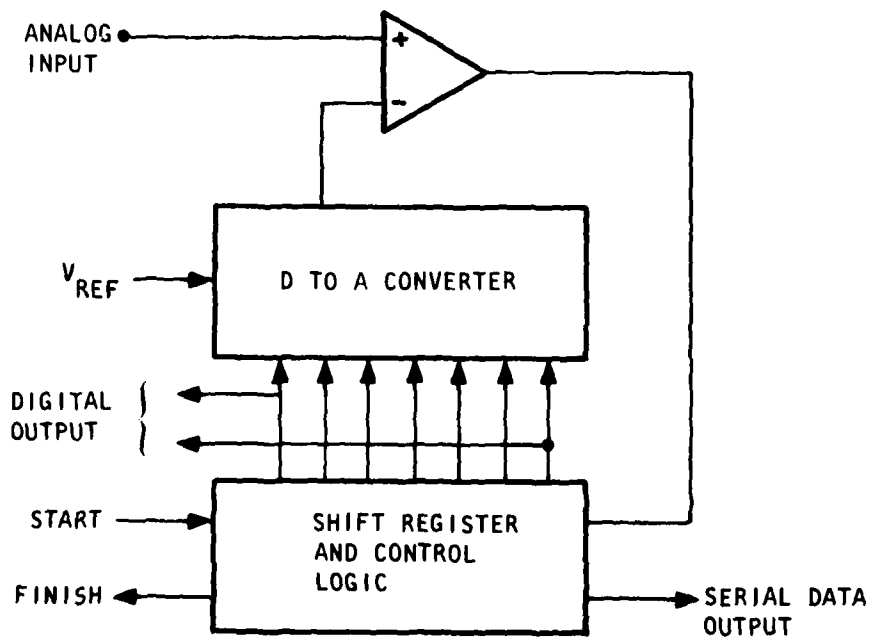 ANALOG
INPUT
+
-
V REF
D TO A CONVERTER
DIGITAL
OUTPUT
START
SHIFT REGISTER
AND CONTROL
LOGIC
FINISH
SERIAL DATA
OUTPUT